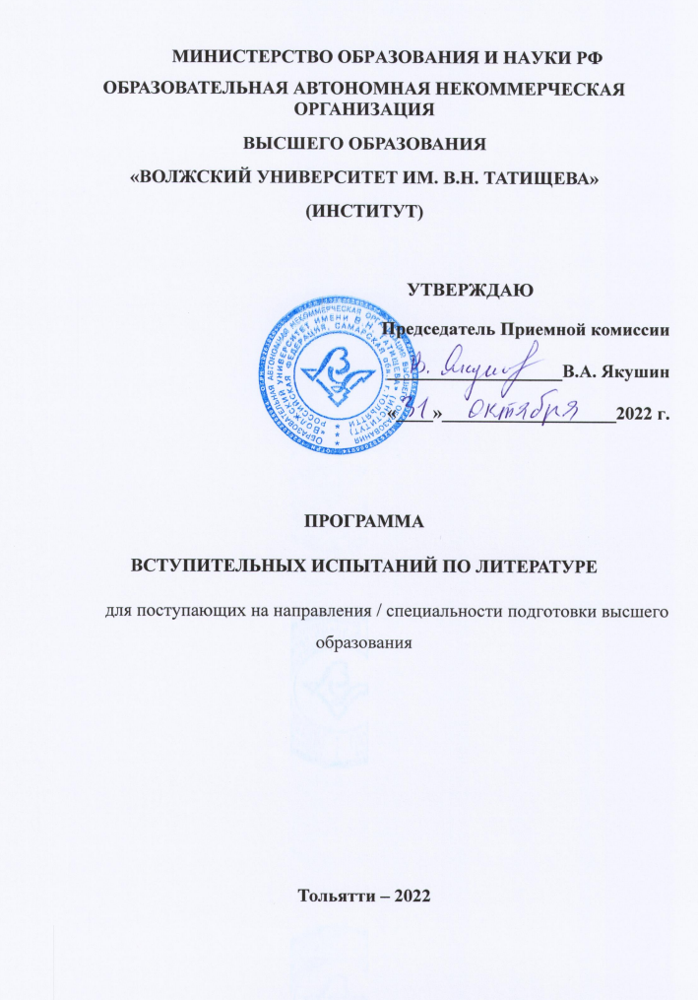 МИНИСТЕРСТВО ОБРАЗОВАНИЯ И НАУКИ РФ
ОБРАЗОВАТЕЛЬНАЯ АВТОНОМНАЯ НЕКОММЕРЧЕСКАЯ
ОРГАНИЗАЦИЯ
ВЫСШЕГО ОБРАЗОВАНИЯ
«ВОЛЖСКИЙ УНИВЕРСИТЕТ ИМ. В.Н. ТАТИЩЕВА»
(ИНСТИТУТ)
УТВЕРЖДАЮ
Председатель Приемной комиссии
В.А. Якушин
«31» октября 2022 г.
ПРОГРАММА
ВСТУПИТЕЛЬНЫХ ИСПЫТАНИЙ ПО ЛИТЕРАТУРЕ
для поступающих на направления / специальности подготовки высшего
образования
Тольятти – 2022